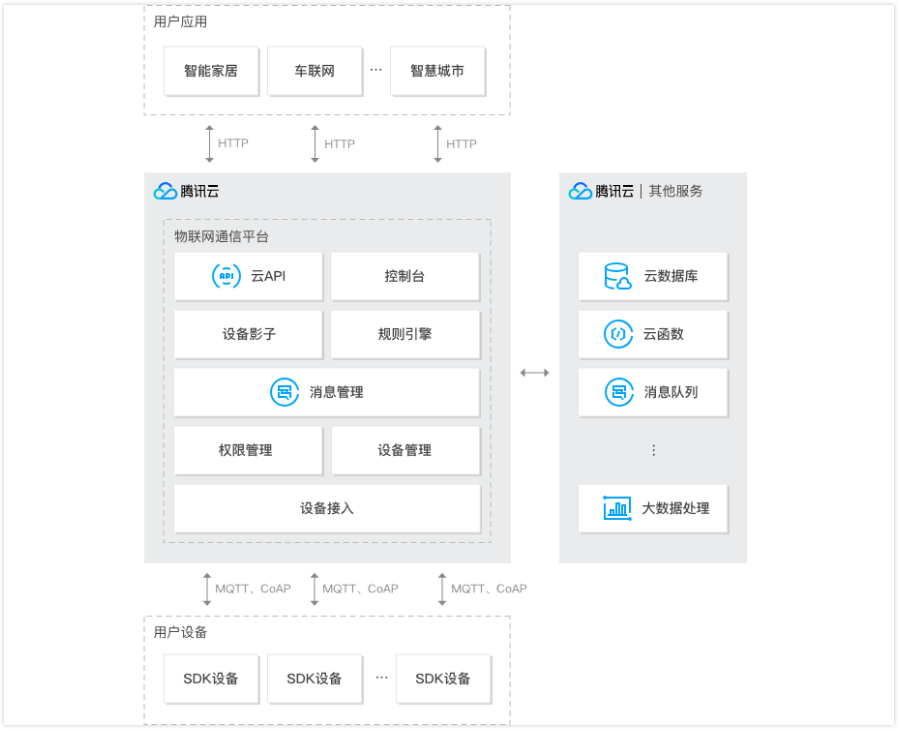 用户应用
智能家居 车联网 ··· 智慧城市
HTTP HTTP HTTP
腾讯云
物联网通信平台
API 云API 控制台
设备影子 规则引擎
消息管理
权限管理 设备管理
设备接入
腾讯云 | 其他服务
云数据库
云函数
消息队列
⋮
大数据处理
MQTT、CoAP MQTT、CoAP MQTT、CoAP
用户设备
SDK设备 SDK设备 ··· SDK设备